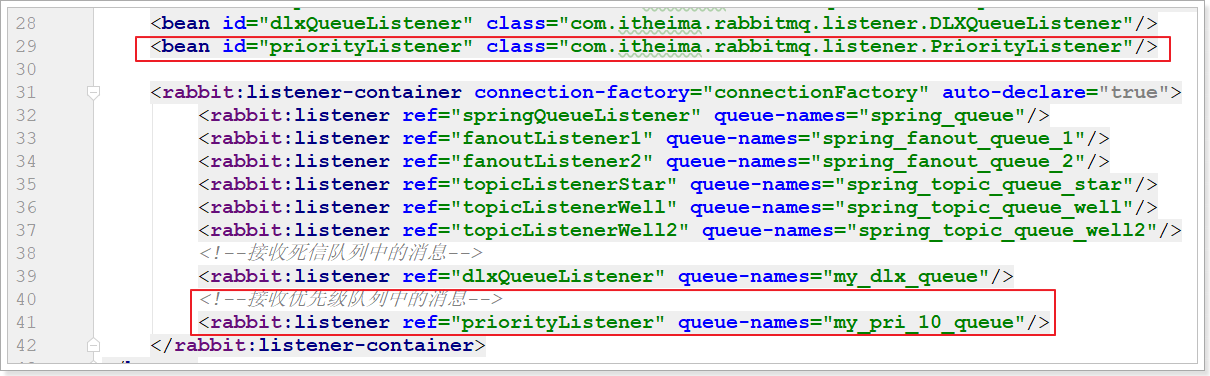 28 <bean id="dlxQueueListener" class="com.itheima.rabbitmq.listener.DLXQueueListener"/>
29 <bean id="priorityListener" class="com.itheima.rabbitmq.listener.PriorityListener"/>
30
31 <rabbit:listener-container connection-factory="connectionFactory" auto-declare="true">
32 <rabbit:listener ref="springQueueListener" queue-names="spring_queue"/>
33 <rabbit:listener ref="fanoutListener1" queue-names="spring_fanout_queue_1"/>
34 <rabbit:listener ref="fanoutListener2" queue-names="spring_fanout_queue_2"/>
35 <rabbit:listener ref="topicListenerStar" queue-names="spring_topic_queue_star"/>
36 <rabbit:listener ref="topicListenerWell" queue-names="spring_topic_queue_well"/>
37 <rabbit:listener ref="topicListenerWell2" queue-names="spring_topic_queue_well2"/>
38 <!--接收死信队列中的消息-->
39 <rabbit:listener ref="dlxQueueListener" queue-names="my_dlx_queue"/>
40 <!--接收优先级队列中的消息-->
41 <rabbit:listener ref="priorityListener" queue-names="my_pri_10_queue"/>
42 </rabbit:listener-container>